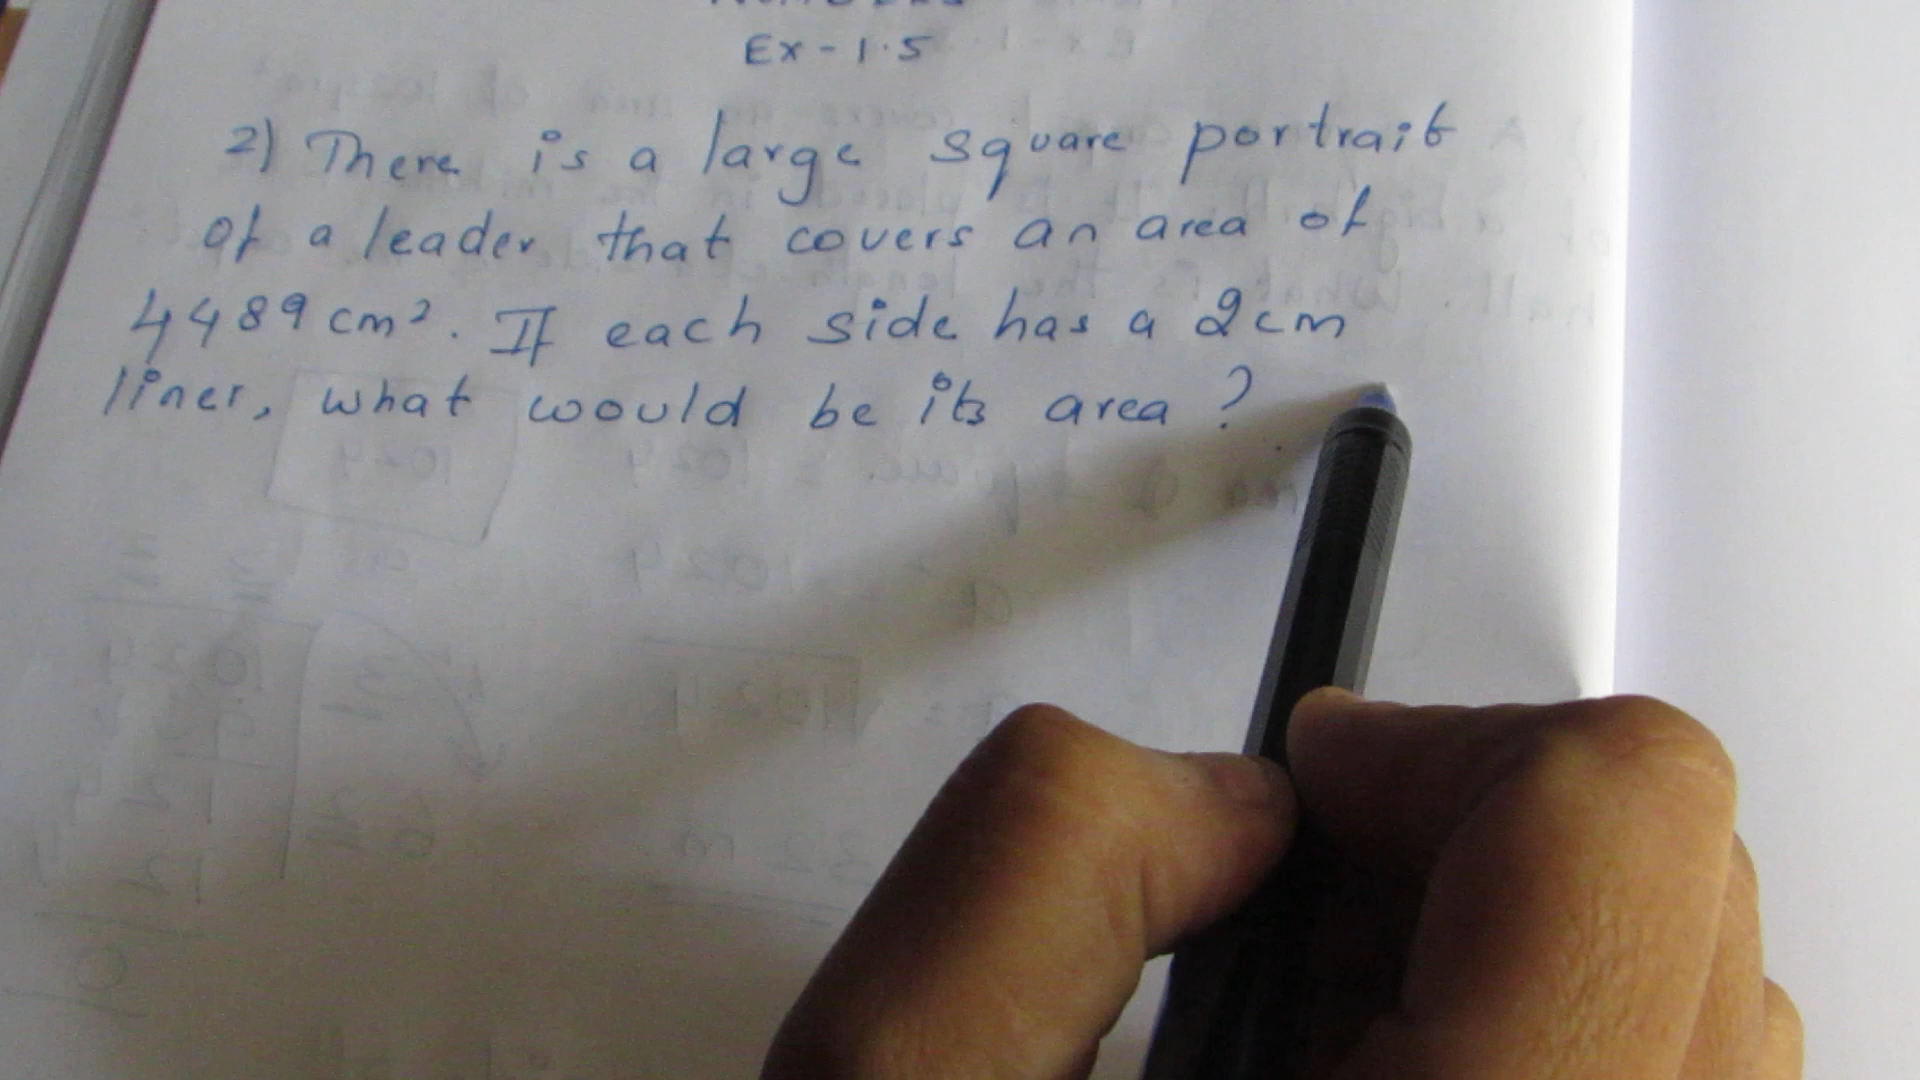 Ex-1.5
2) There is a large square portrait
of a leader that covers an area of
4489 cm². If each side has a 2cm
liner, what would be its area?